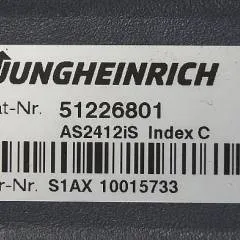 JUNGHEINRICH
at-Nr. 51226801
AS2412iS Index C
r-Nr. S1AX 10015733